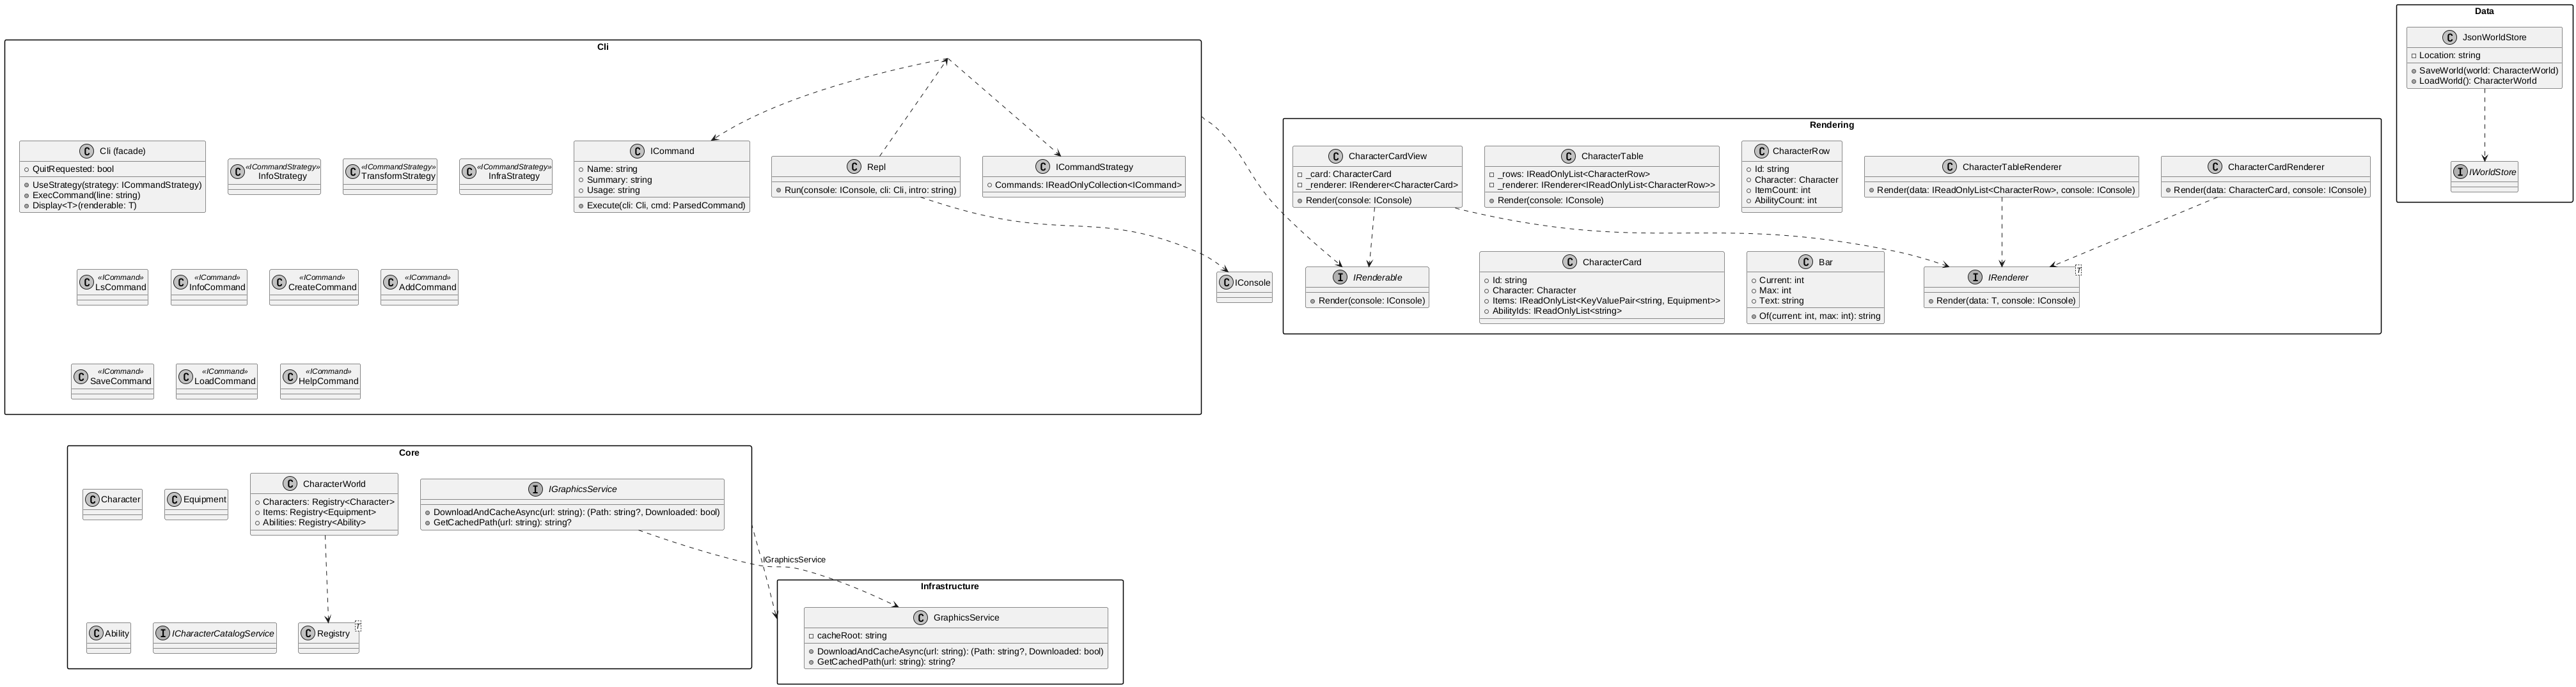 Cli
Cli (facade)
QuitRequested: bool
UseStrategy(strategy: ICommandStrategy)
ExecCommand(line: string)
Display<T>(renderable: T)
«ICommandStrategy»
InfoStrategy
«ICommandStrategy»
TransformStrategy
«ICommandStrategy»
InfraStrategy
ICommand
Name: string
Summary: string
Usage: string
Execute(cli: Cli, cmd: ParsedCommand)
Repl
Run(console: IConsole, cli: Cli, intro: string)
ICommandStrategy
Commands: IReadOnlyCollection<ICommand>
«ICommand»
LsCommand
«ICommand»
InfoCommand
«ICommand»
CreateCommand
«ICommand»
AddCommand
«ICommand»
SaveCommand
«ICommand»
LoadCommand
«ICommand»
HelpCommand
IConsole
Rendering
CharacterCardView
_card: CharacterCard
_renderer: IRenderer<CharacterCard>
Render(console: IConsole)
CharacterTable
_rows: IReadOnlyList<CharacterRow>
_renderer: IRenderer<IReadOnlyList<CharacterRow>>
Render(console: IConsole)
CharacterRow
Id: string
Character: Character
ItemCount: int
AbilityCount: int
CharacterTableRenderer
Render(data: IReadOnlyList<CharacterRow>, console: IConsole)
CharacterCardRenderer
Render(data: CharacterCard, console: IConsole)
IRenderable
Render(console: IConsole)
CharacterCard
Id: string
Character: Character
Items: IReadOnlyList<KeyValuePair<string, Equipment>>
AbilityIds: IReadOnlyList<string>
Bar
Current: int
Max: int
Text: string
Of(current: int, max: int): string
IRenderer
T
Render(data: T, console: IConsole)
Data
JsonWorldStore
Location: string
SaveWorld(world: CharacterWorld)
LoadWorld(): CharacterWorld
IWorldStore
Core
Character
Equipment
CharacterWorld
Characters: Registry<Character>
Items: Registry<Equipment>
Abilities: Registry<Ability>
IGraphicsService
DownloadAndCacheAsync(url: string): (Path: string?, Downloaded: bool)
GetCachedPath(url: string): string?
Ability
ICharacterCatalogService
Registry
T
IGraphicsService
Infrastructure
GraphicsService
cacheRoot: string
DownloadAndCacheAsync(url: string): (Path: string?, Downloaded: bool)
GetCachedPath(url: string): string?